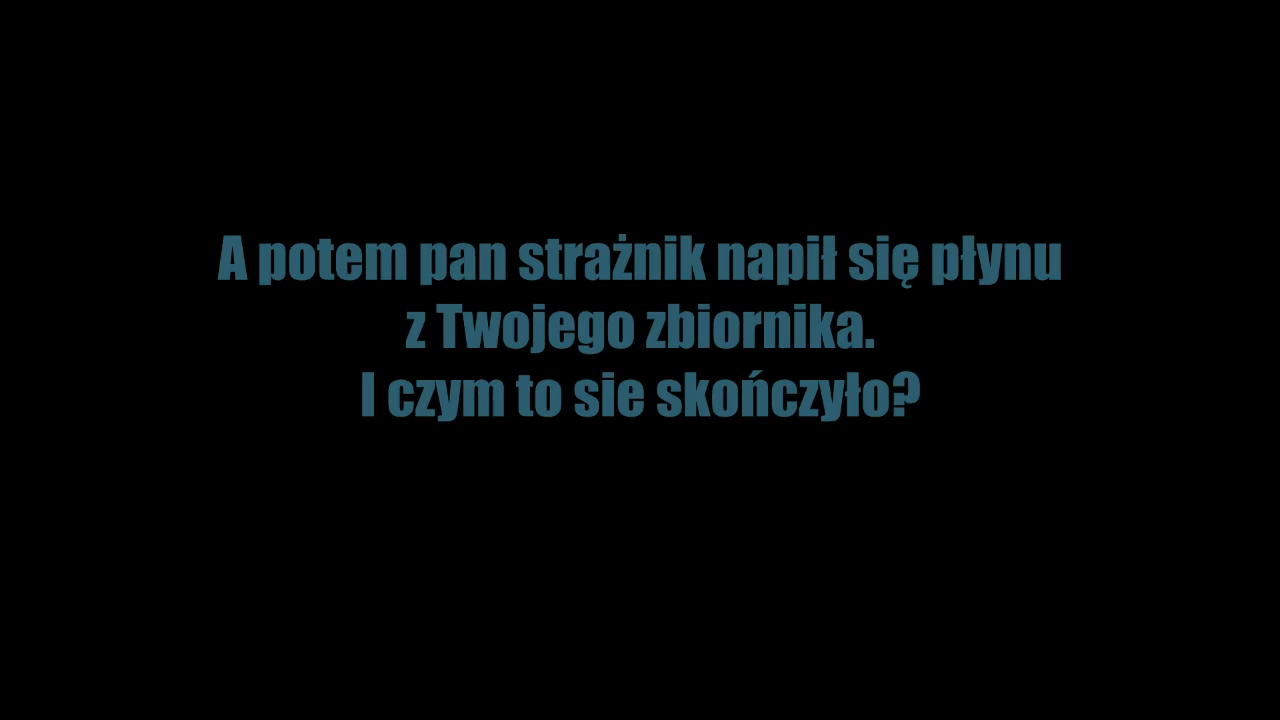 A potem pan strażnik napił się płynu
z Twojego zbiornika.
I czym to sie skończyło?